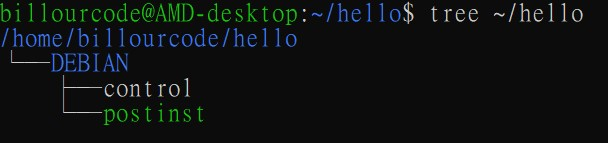 billourcode@AMD-desktop:~/hello$ tree ~/hello
/home/billourcode/hello
└──DEBIAN
    ├──control
    └──postinst